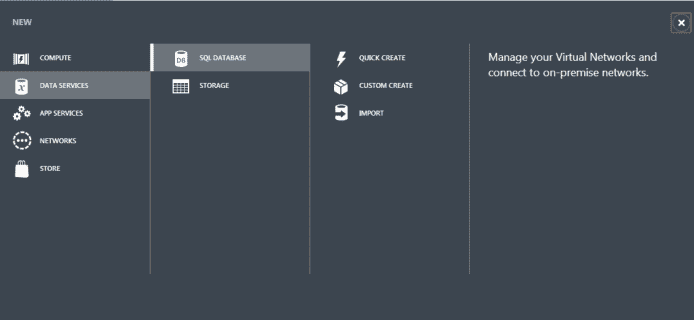 NEW
COMPUTE
DATA SERVICES
APP SERVICES
NETWORKS
STORE
DB
SQL DATABASE
STORAGE
QUICK CREATE
CUSTOM CREATE
IMPORT
Manage your Virtual Networks and
connect to on-premise networks.